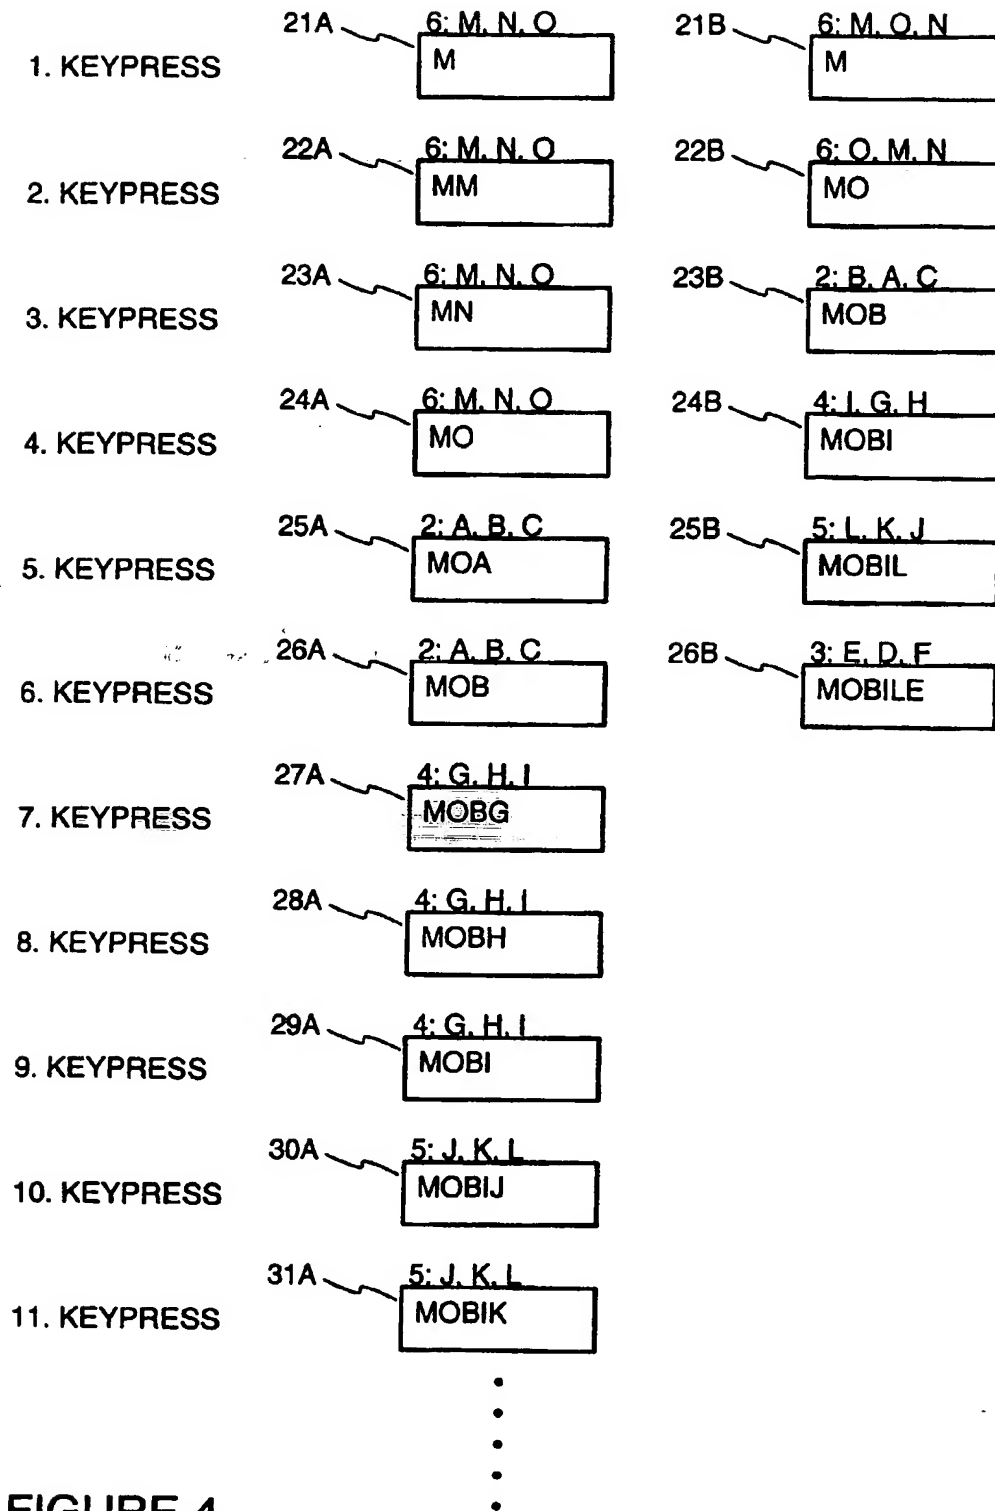 21A 6: M, N, O 21B 6: M, O, N
1. KEYPRESS M M
22A 6: M, N, O 22B 6: O, M, N
2. KEYPRESS MM MO
23A 6: M, N, O 23B 2: B, A, C
3. KEYPRESS MN MOB
24A 6: M, N, O 24B 4: I, G, H
4. KEYPRESS MO MOBI
25A 2: A, B, C 25B 5: L, K, J
5. KEYPRESS MOA MOBIL
26A 2: A, B, C 26B 3: E, D, F
6. KEYPRESS MOB MOBILE
27A 4: G, H, I
7. KEYPRESS MOBG
28A 4: G, H, I
8. KEYPRESS MOBH
29A 4: G, H, I
9. KEYPRESS MOBI
30A 5: J, K, L
10. KEYPRESS MOBIJ
31A 5: J, K, L
11. KEYPRESS MOBIK
FIGURE 4